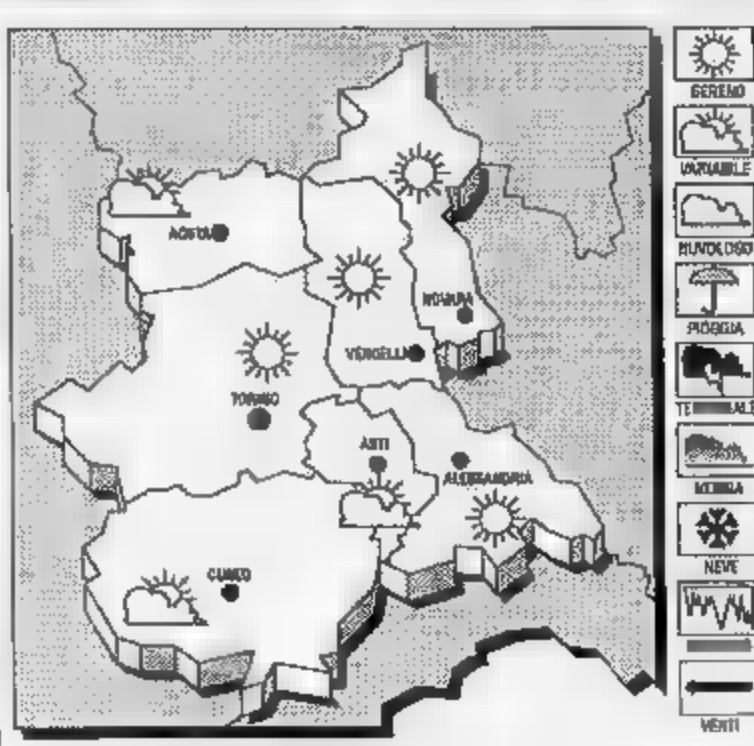 SERENO
VARIABILE
NUVOLOSO
PIOGGIA
NEBBIA
NEVE
VENTI
AOSTA
NOVARA
VERCELLI
TORINO
ASTI
ALESSANDRIA
CUNEO